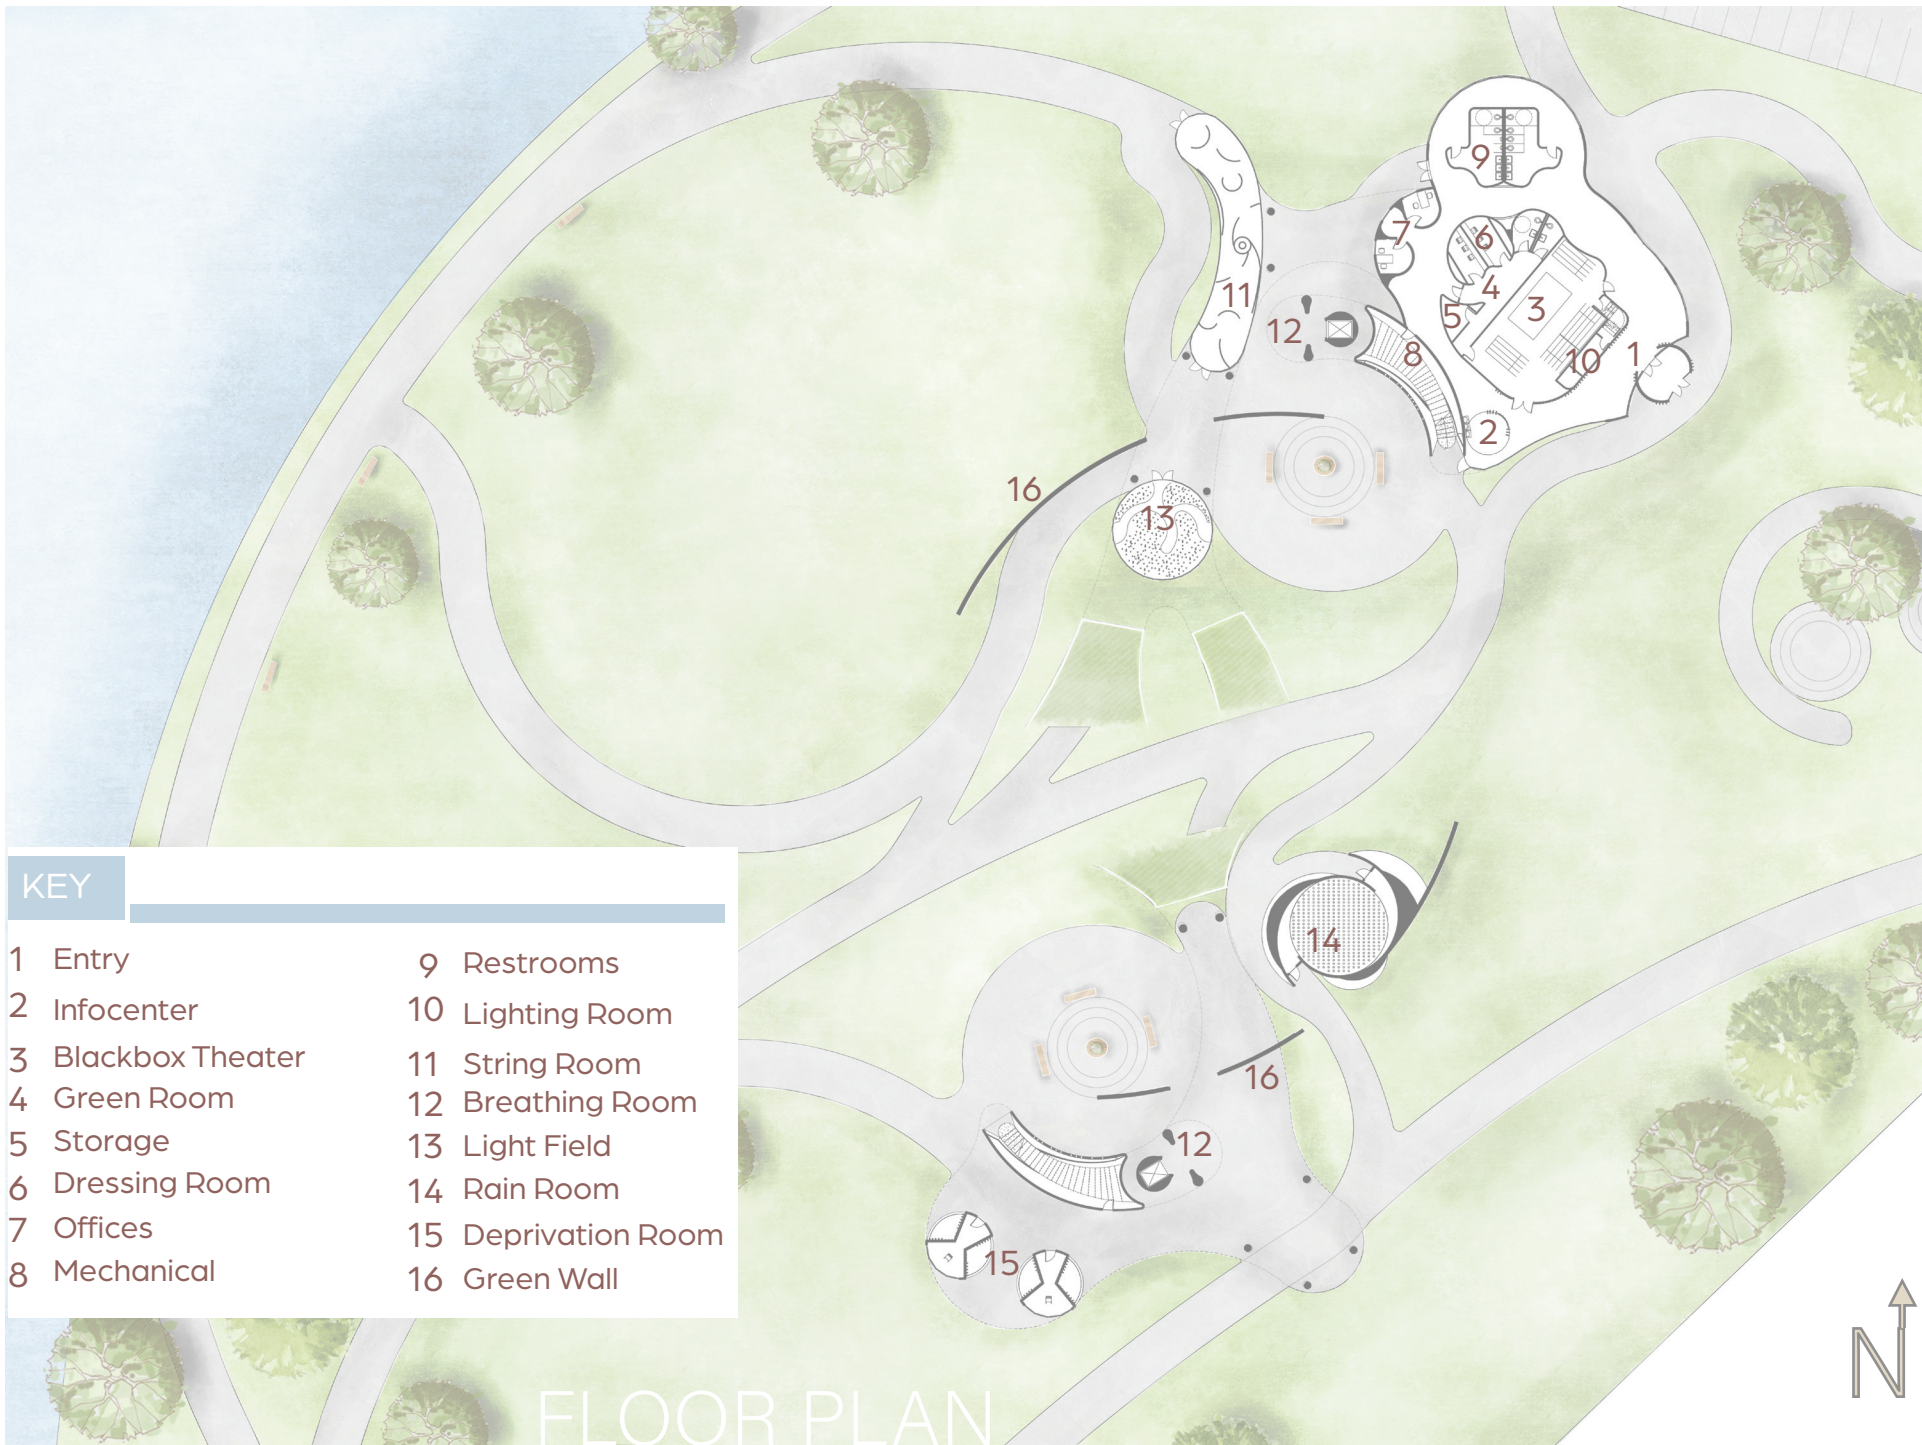 9
7
6
11
4
5
3
12
8
10
1
2
16
13
14
16
12
15
KEY
1 Entry
2 Infocenter
3 Blackbox Theater
4 Green Room
5 Storage
6 Dressing Room
7 Offices
8 Mechanical
9 Restrooms
10 Lighting Room
11 String Room
12 Breathing Room
13 Light Field
14 Rain Room
15 Deprivation Room
16 Green Wall
N
FLOOR PLAN